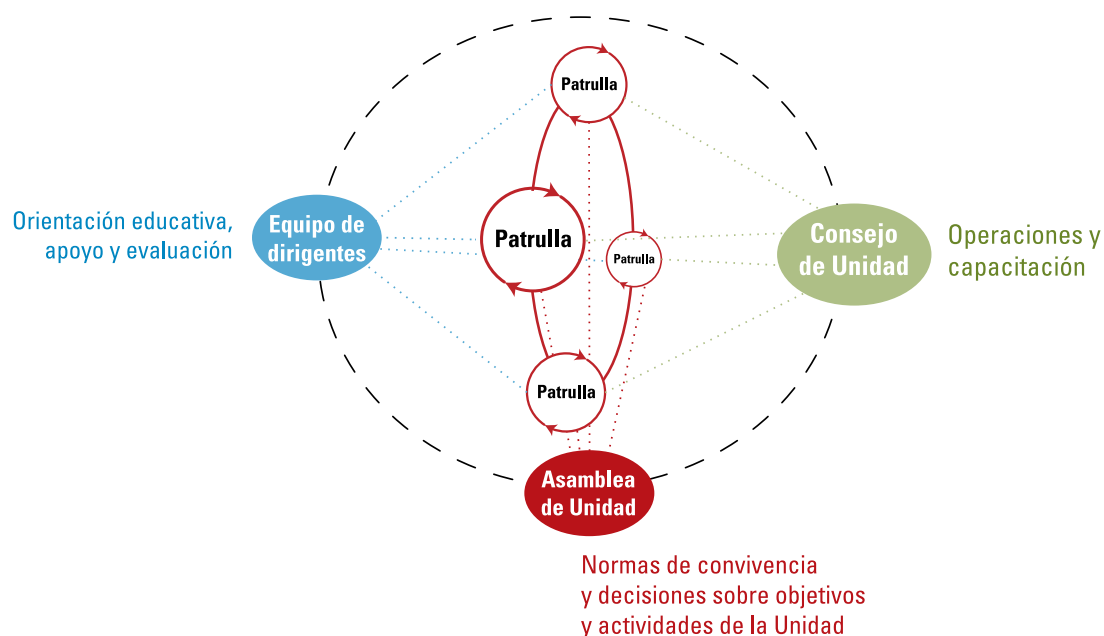 Patrulla
Orientación educativa,
apoyo y evaluación
Equipo de
dirigentes
Patrulla
Patrulla
Consejo
de Unidad
Operaciones y
capacitación
Patrulla
Asamblea
de Unidad
Normas de convivencia
y decisiones sobre objetivos
y actividades de la Unidad